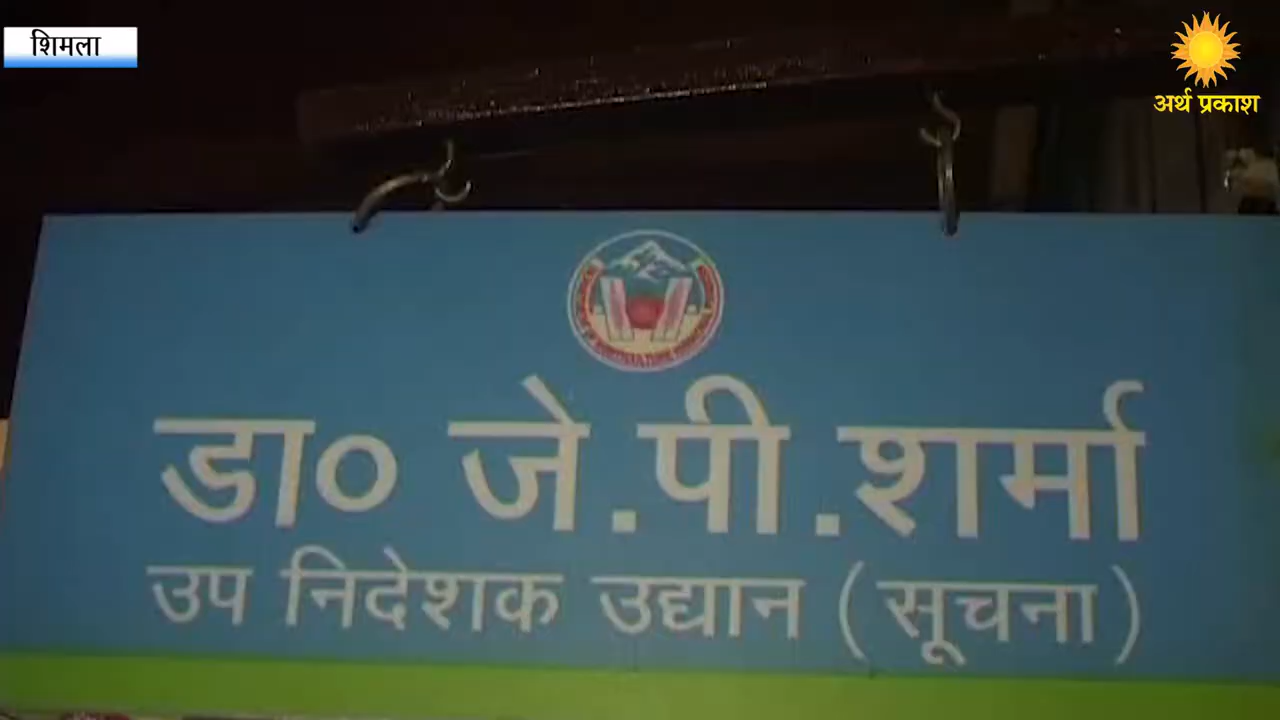 शिमला
अर्थ प्रकाश
डा० जे.पी.शर्मा
उप निदेशक उद्यान (सूचना)